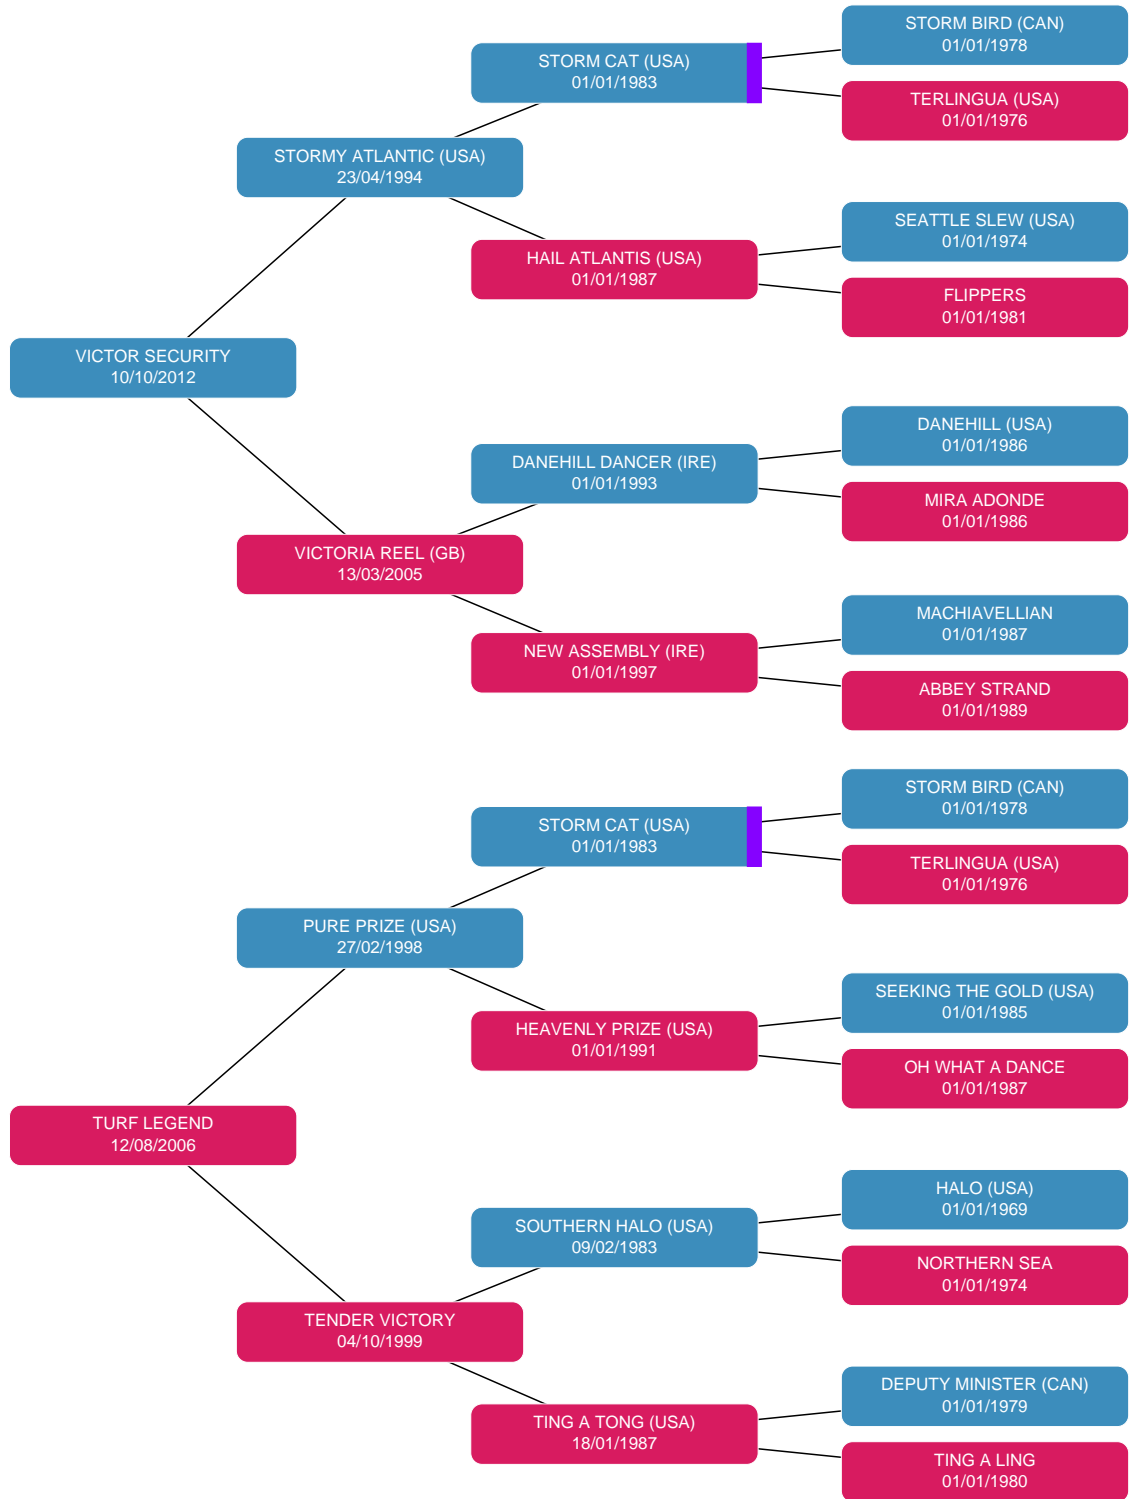 STORM BIRD (CAN)
01/01/1978
STORM CAT (USA)
01/01/1983
TERLINGUA (USA)
01/01/1976
STORMY ATLANTIC (USA)
23/04/1994
SEATTLE SLEW (USA)
01/01/1974
HAIL ATLANTIS (USA)
01/01/1987
FLIPPERS
01/01/1981
VICTOR SECURITY
10/10/2012
DANEHILL (USA)
01/01/1986
DANEHILL DANCER (IRE)
01/01/1993
MIRA ADONDE
01/01/1986
VICTORIA REEL (GB)
13/03/2005
MACHIAVELLIAN
01/01/1987
NEW ASSEMBLY (IRE)
01/01/1997
ABBEY STRAND
01/01/1989
STORM BIRD (CAN)
01/01/1978
STORM CAT (USA)
01/01/1983
TERLINGUA (USA)
01/01/1976
PURE PRIZE (USA)
27/02/1998
SEEKING THE GOLD (USA)
01/01/1985
HEAVENLY PRIZE (USA)
01/01/1991
OH WHAT A DANCE
01/01/1987
TURF LEGEND
12/08/2006
HALO (USA)
01/01/1969
SOUTHERN HALO (USA)
09/02/1983
NORTHERN SEA
01/01/1974
TENDER VICTORY
04/10/1999
DEPUTY MINISTER (CAN)
01/01/1979
TING A TONG (USA)
18/01/1987
TING A LING
01/01/1980